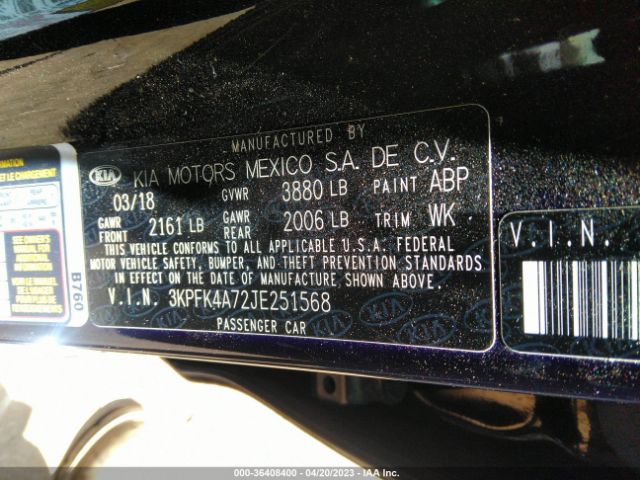 MANUFACTURED BY
KIA KIA MOTORS MEXICO S.A. DE C.V.
03/18 GVWR 3880 LB PAINT ABP
GAWR FRONT 2161 LB GAWR REAR 2006 LB TRIM WK
THIS VEHICLE CONFORMS TO ALL APPLICABLE U.S.A. FEDERAL
MOTOR VEHICLE SAFETY, BUMPER, AND THEFT PREVENTION STANDARDS
IN EFFECT ON THE DATE OF MANUFACTURE SHOWN ABOVE.
V.I.N. 3KPFK4A72JE251568
PASSENGER CAR
V.I.N.
B760
SEE OWNER'S
000-36408400 - 04/20/2023 - IAA Inc.